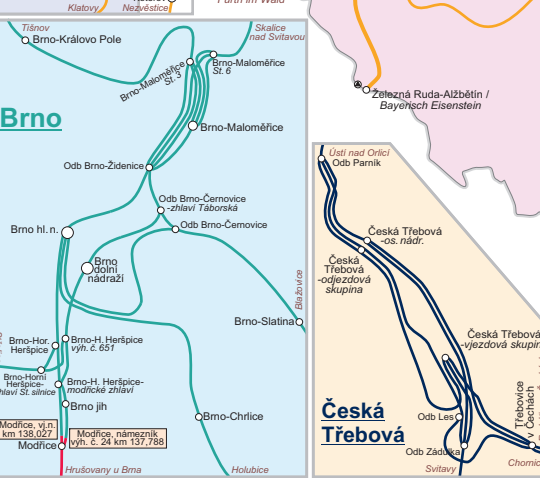 Klatovy
Nezvěstice
Furth im Wald
Tišnov
Brno-Královo Pole
Skalice
nad Svitavou
Brno-Maloměřice
St. 3
Brno-Maloměřice
St. 6
Železná Ruda-Alžbětín /
Bayerisch Eisenstein
Brno
Brno-Maloměřice
Odb Brno-Židenice
Ústí nad Orlicí
Odb Parník
Odb Brno-Černovice
-zhlaví Táborská
Odb Brno-Černovice
Brno hl. n.
Česká Třebová
-os. nádr.
Česká
Třebová
-odjezdová
skupina
Brno
dolní
nádraží
Blažovice
Brno-Slatina
Česká Třebová
-vjezdová skupina
Brno-Hor.
Heršpice
Brno-H. Heršpice
výh. č. 651
Brno-Horní
Heršpice-
St. silnice
Brno-H. Heršpice-
modřické zhlaví
Brno jih
Brno-Chrlice
Česká
Třebová
Odb Les
Třebovice
v Čechách
Modřice, vj.n.
km 138,027
Modřice, námezník
výh. č. 24 km 137,788
Modřice
Odb Zádulka
Hrušovany u Brna
Holubice
Svitavy